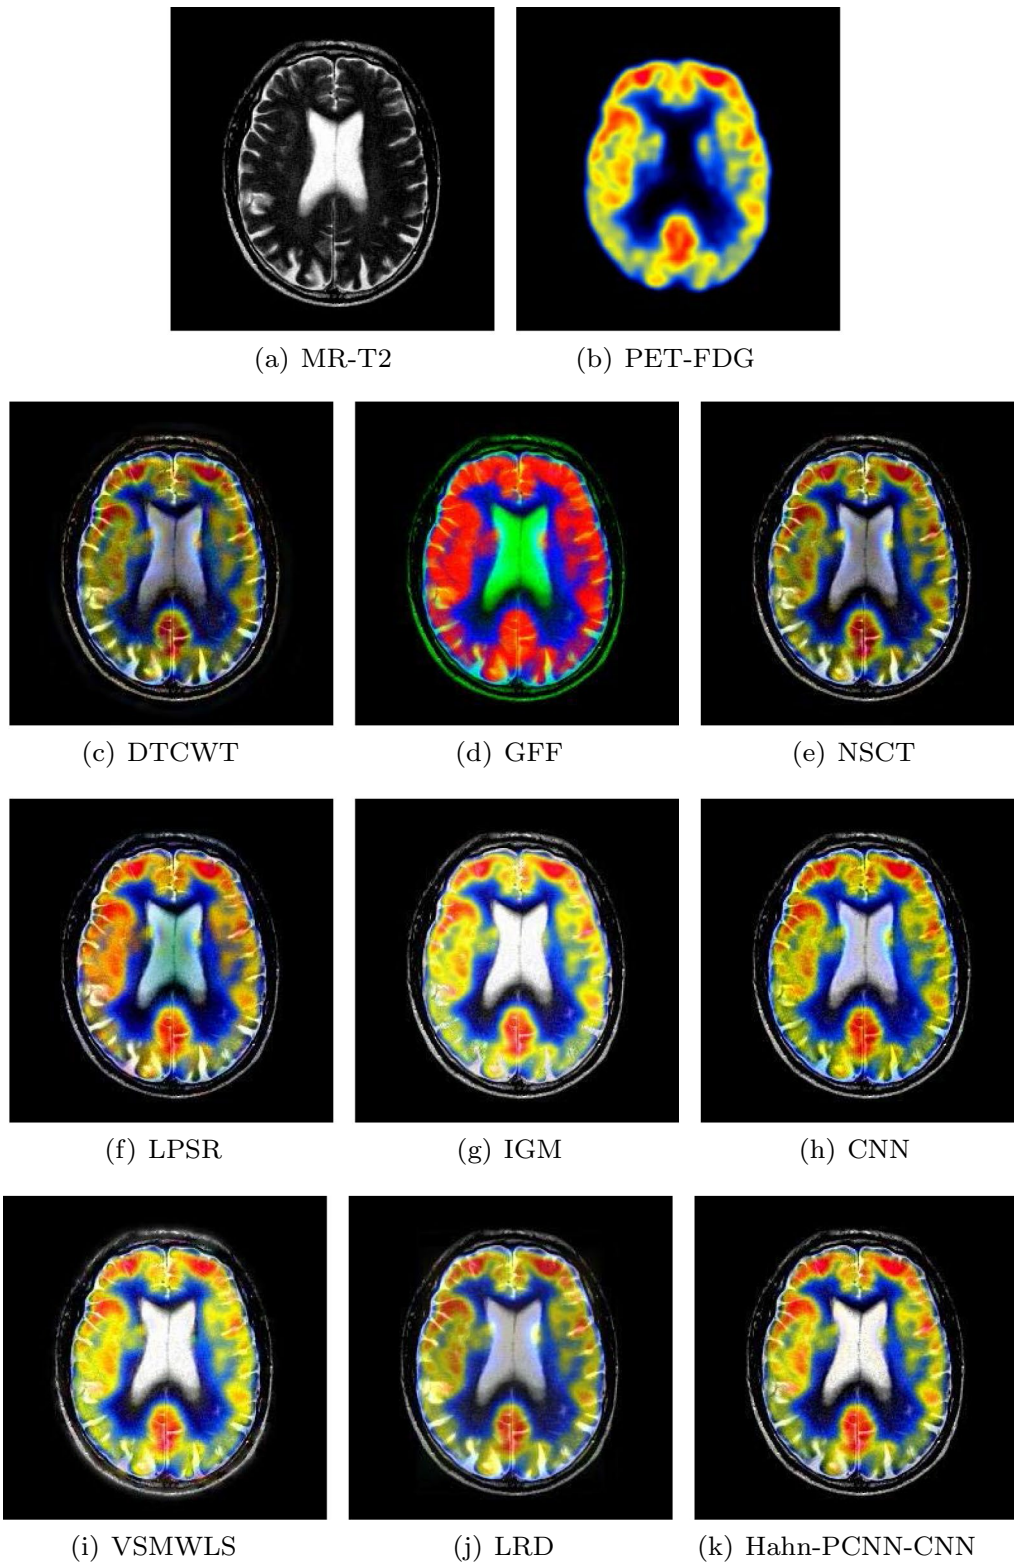 (a) MR-T2
(b) PET-FDG
(c) DTCWT
(d) GFF
(e) NSCT
(f) LPSR
(g) IGM
(h) CNN
(i) VSMWLS
(j) LRD
(k) Hahn-PCNN-CNN